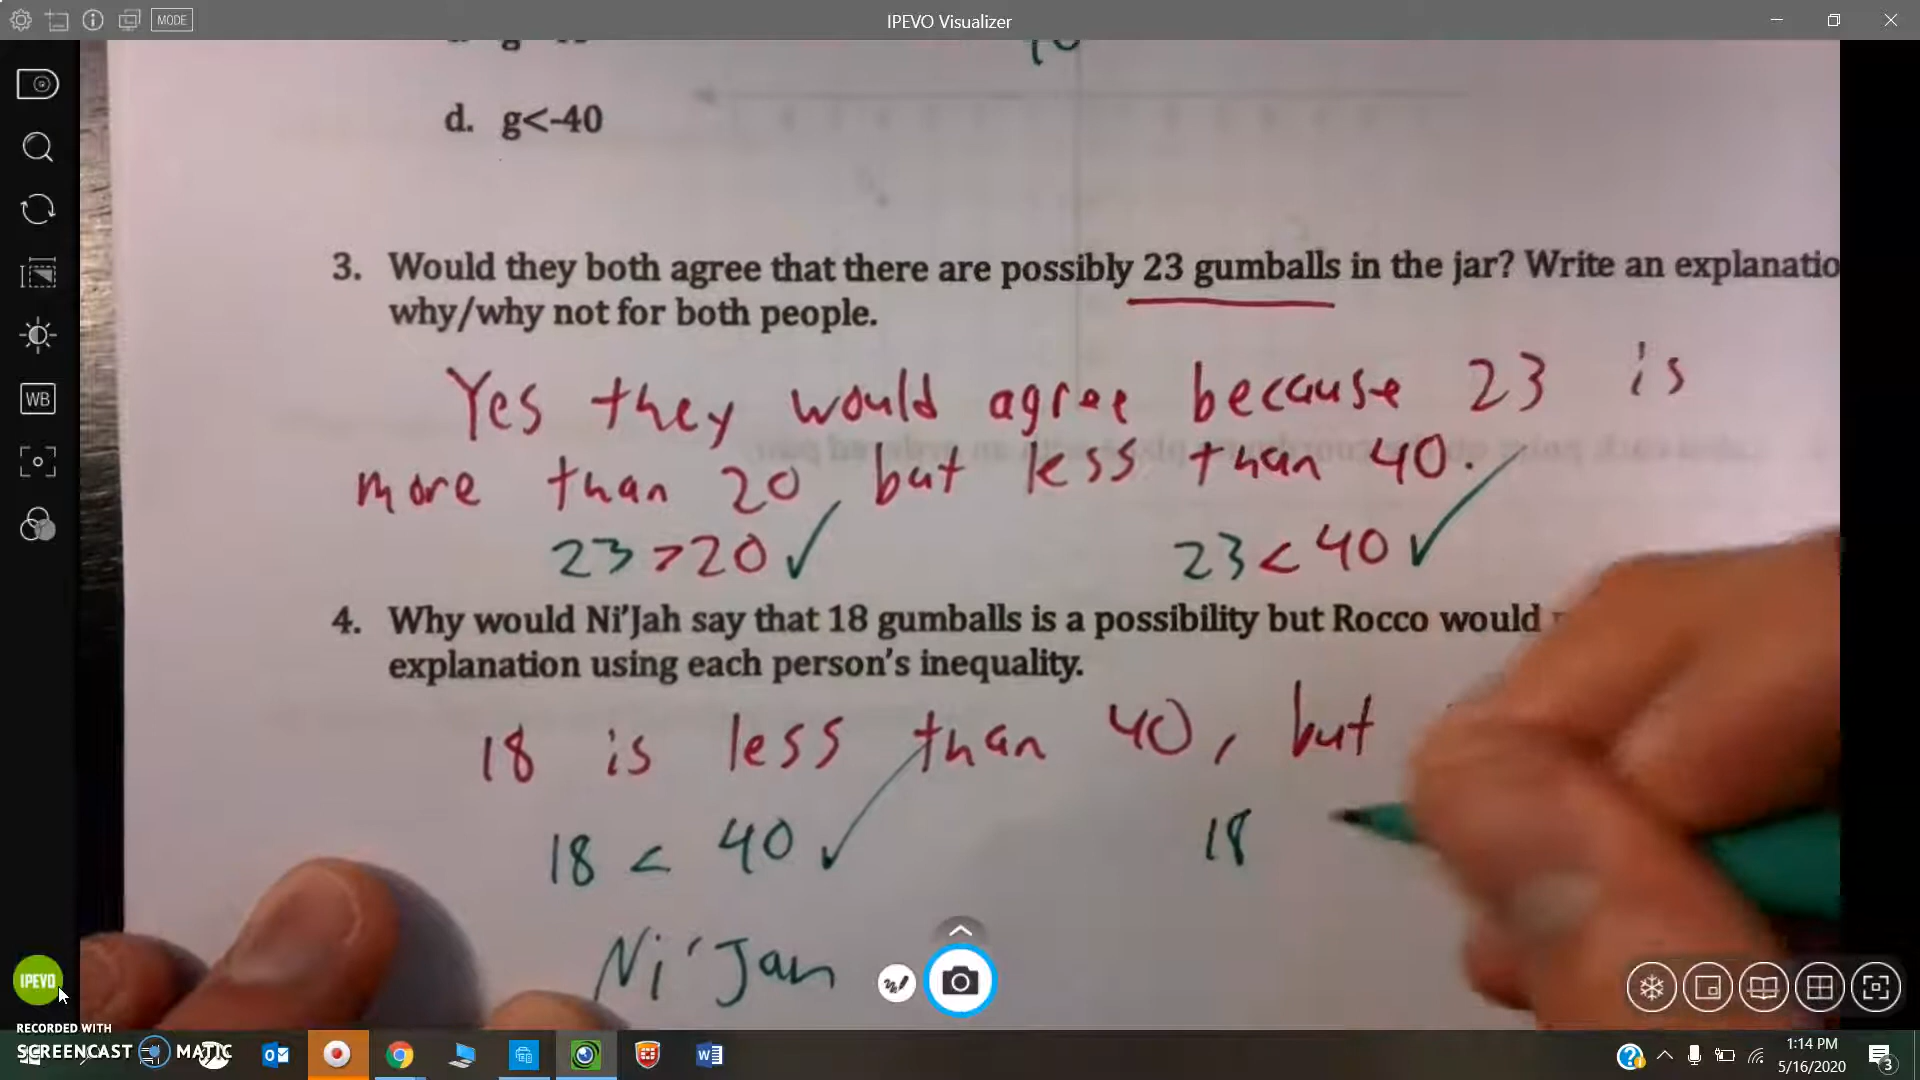 MODE
IPEVO Visualizer
d. g<-40
3. Would they both agree that there are possibly 23 gumballs in the jar? Write an explanatio
why/why not for both people.
Yes they would agree because 23 is
more than 20, but less than 40.
23 > 20 ✓ 23 < 40 ✓
4. Why would Ni'Jah say that 18 gumballs is a possibility but Rocco would
explanation using each person's inequality.
18 is less than 40, but
18 < 40 ✓ 18
Ni'Jah
WB
IPEVO
RECORDED WITH
SCREENCAST MATIC
1:14 PM
5/16/2020
3